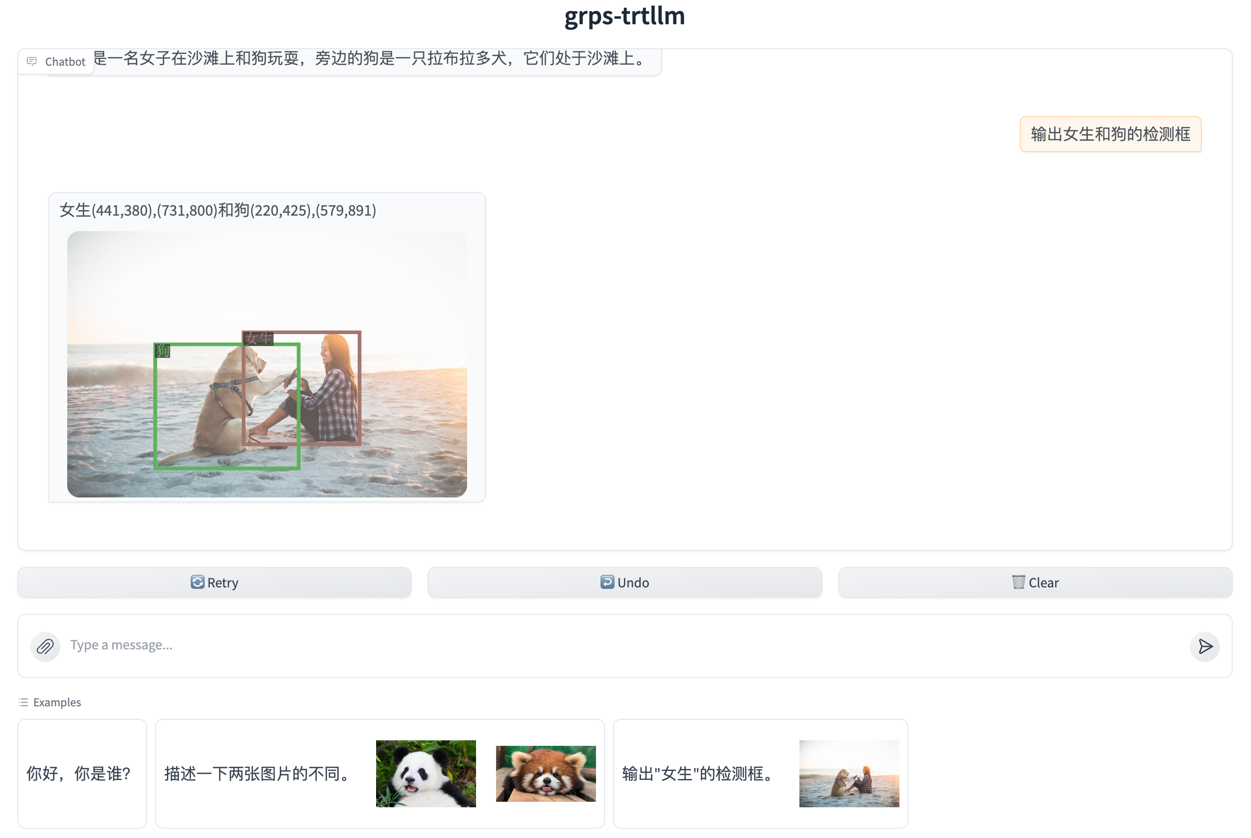 grps-trtllm
Chatbot
是一名女子在沙滩上和狗玩耍，旁边的狗是一只拉布拉多犬，它们处于沙滩上。
输出女生和狗的检测框
女生(441,380),(731,800)和狗(220,425),(579,891)
女生
狗
Retry
Undo
Clear
Type a message...
Examples
你好，你是谁?
描述一下两张图片的不同。
输出"女生"的检测框。